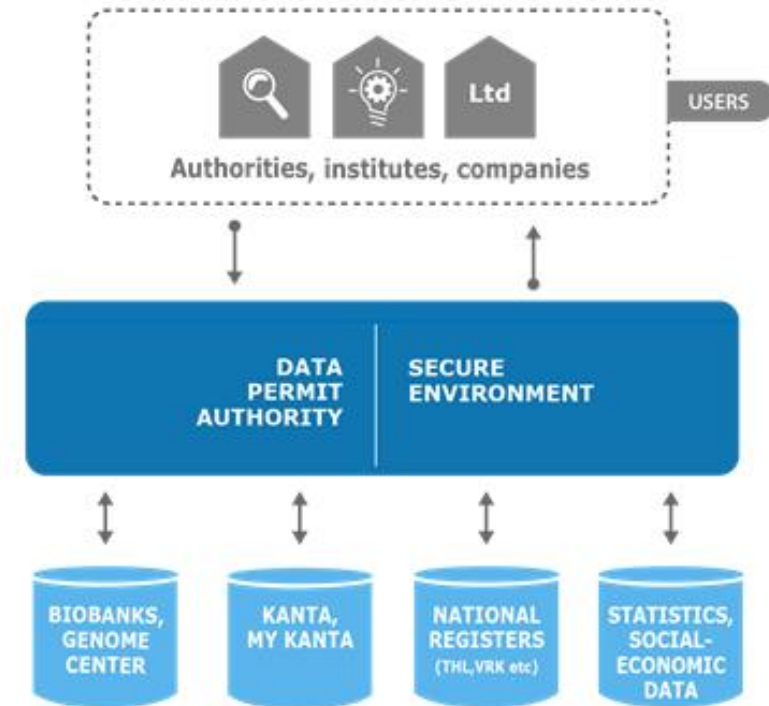 Ltd
USERS
Authorities, institutes, companies
DATA
PERMIT
AUTHORITY
SECURE
ENVIRONMENT
BIOBANKS,
GENOME
CENTER
KANTA,
MY KANTA
NATIONAL
REGISTERS
(THL,VRK etc)
STATISTICS,
SOCIAL-
ECONOMIC
DATA